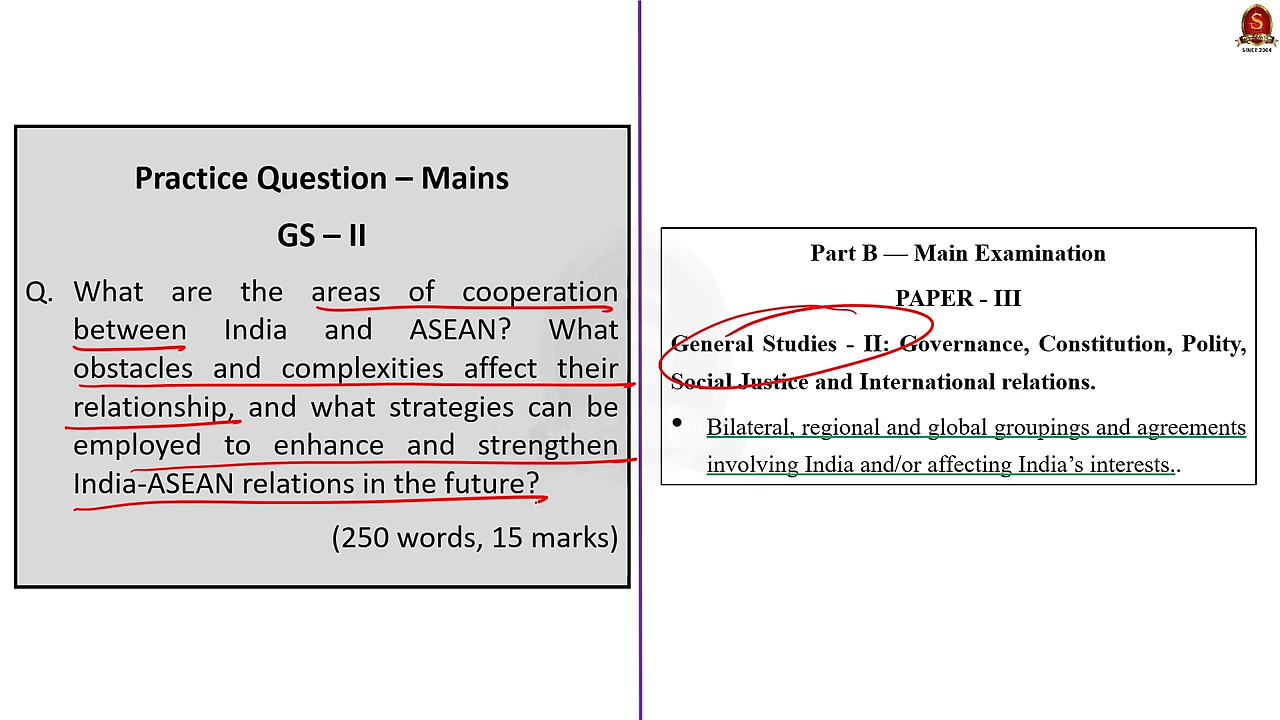 Practice Question – Mains
GS – II
Q. What are the areas of cooperation
between India and ASEAN? What
obstacles and complexities affect their
relationship, and what strategies can be
employed to enhance and strengthen
India-ASEAN relations in the future?
(250 words, 15 marks)
S
SINCE 2004
Part B — Main Examination
PAPER - III
General Studies - II: Governance, Constitution, Polity,
Social Justice and International relations.
• Bilateral, regional and global groupings and agreements
involving India and/or affecting India's interests..